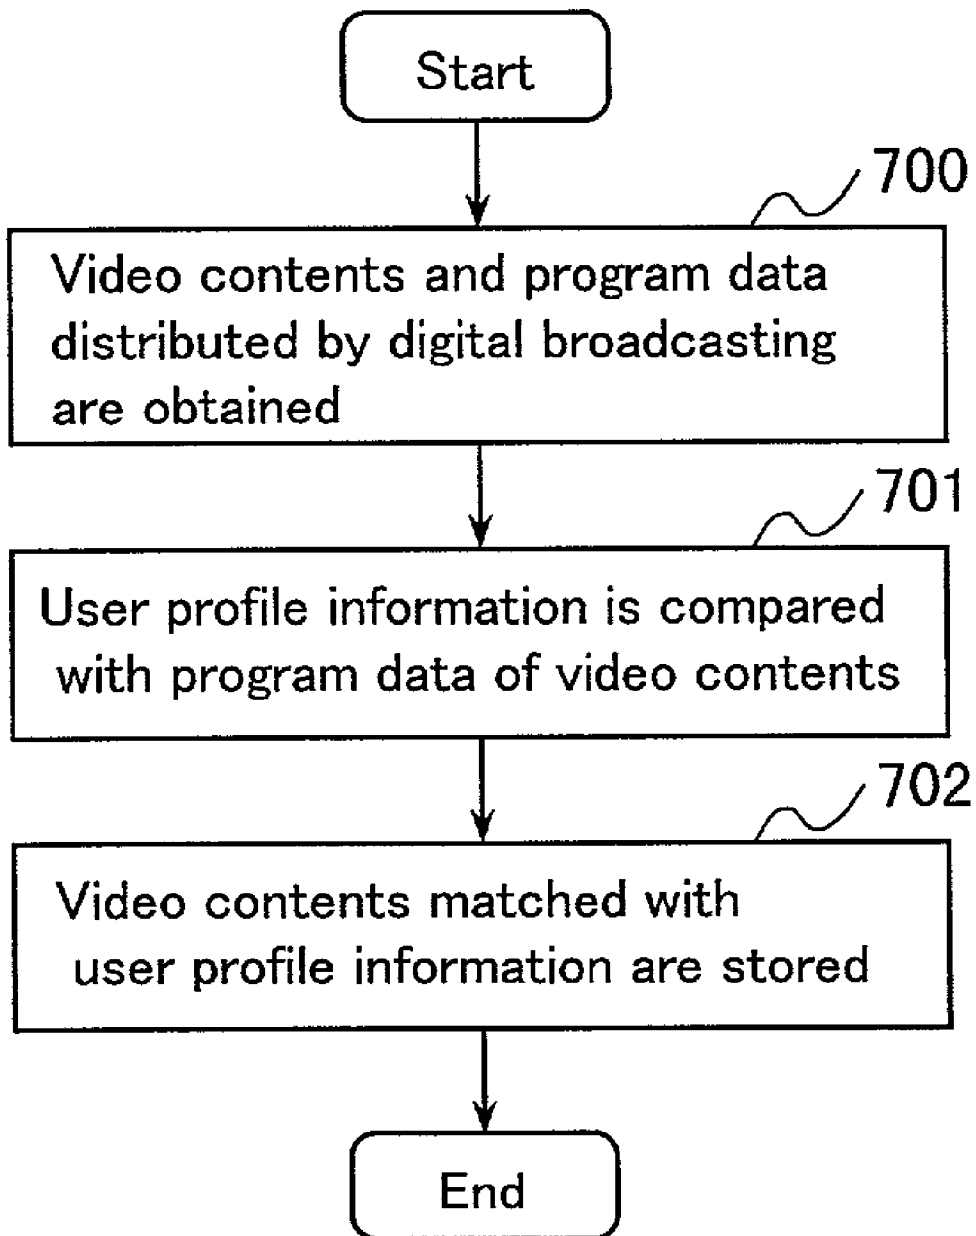 Start
700
Video contents and program data
distributed by digital broadcasting
are obtained
701
User profile information is compared
with program data of video contents
702
Video contents matched with
user profile information are stored
End